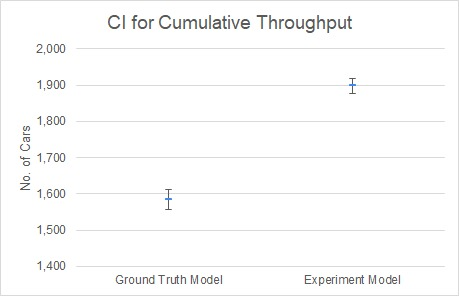 CI for Cumulative Throughput
No. of Cars
2,000
1,900
1,800
1,700
1,600
1,500
1,400
Ground Truth Model
Experiment Model